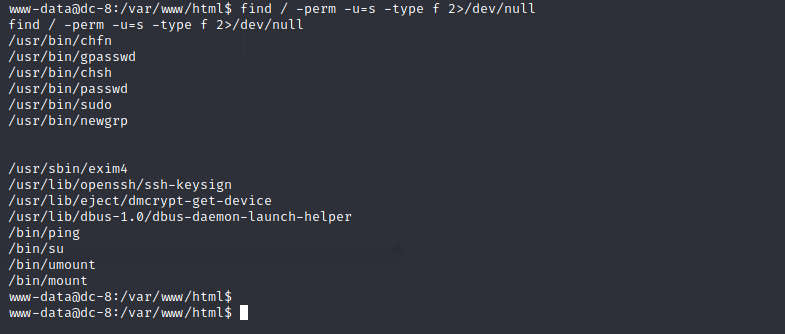 www-data@dc-8:/var/www/html$ find / -perm -u=s -type f 2>/dev/null
find / -perm -u=s -type f 2>/dev/null
/usr/bin/chfn
/usr/bin/gpasswd
/usr/bin/chsh
/usr/bin/passwd
/usr/bin/sudo
/usr/bin/newgrp
/usr/sbin/exim4
/usr/lib/openssh/ssh-keysign
/usr/lib/eject/dmcrypt-get-device
/usr/lib/dbus-1.0/dbus-daemon-launch-helper
/bin/ping
/bin/su
/bin/umount
/bin/mount
www-data@dc-8:/var/www/html$
www-data@dc-8:/var/www/html$